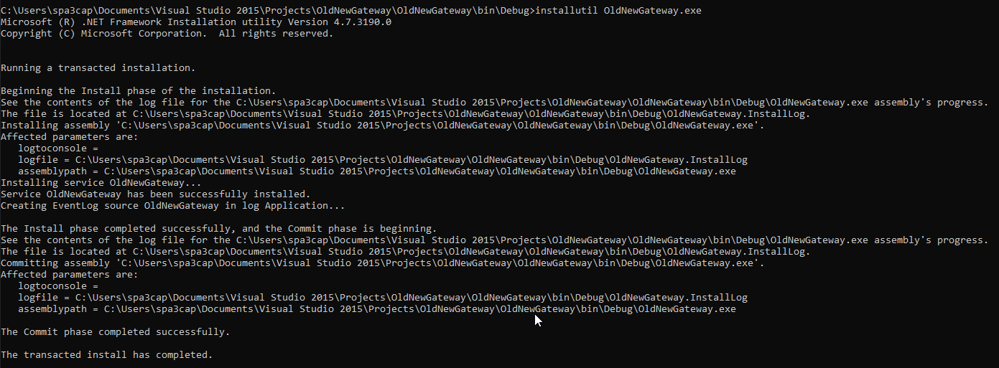 C:\Users\spa3cap\Documents\Visual Studio 2015\Projects\OldNewGateway\OldNewGateway\bin\Debug>installutil OldNewGateway.exe
Microsoft (R) .NET Framework Installation utility Version 4.7.3190.0
Copyright (C) Microsoft Corporation.  All rights reserved.
Running a transacted installation.
Beginning the Install phase of the installation.
See the contents of the log file for the C:\Users\spa3cap\Documents\Visual Studio 2015\Projects\OldNewGateway\OldNewGateway\bin\Debug\OldNewGateway.exe assembly's progress.
The file is located at C:\Users\spa3cap\Documents\Visual Studio 2015\Projects\OldNewGateway\OldNewGateway\bin\Debug\OldNewGateway.InstallLog.
Installing assembly 'C:\Users\spa3cap\Documents\Visual Studio 2015\Projects\OldNewGateway\OldNewGateway\bin\Debug\OldNewGateway.exe'.
Affected parameters are:
   logtoconsole =
   logfile = C:\Users\spa3cap\Documents\Visual Studio 2015\Projects\OldNewGateway\OldNewGateway\bin\Debug\OldNewGateway.InstallLog
   assemblypath = C:\Users\spa3cap\Documents\Visual Studio 2015\Projects\OldNewGateway\OldNewGateway\bin\Debug\OldNewGateway.exe
Installing service OldNewGateway...
Service OldNewGateway has been successfully installed.
Creating EventLog source OldNewGateway in log Application...
The Install phase completed successfully, and the Commit phase is beginning.
See the contents of the log file for the C:\Users\spa3cap\Documents\Visual Studio 2015\Projects\OldNewGateway\OldNewGateway\bin\Debug\OldNewGateway.exe assembly's progress.
The file is located at C:\Users\spa3cap\Documents\Visual Studio 2015\Projects\OldNewGateway\OldNewGateway\bin\Debug\OldNewGateway.InstallLog.
Committing assembly 'C:\Users\spa3cap\Documents\Visual Studio 2015\Projects\OldNewGateway\OldNewGateway\bin\Debug\OldNewGateway.exe'.
Affected parameters are:
   logtoconsole =
   logfile = C:\Users\spa3cap\Documents\Visual Studio 2015\Projects\OldNewGateway\OldNewGateway\bin\Debug\OldNewGateway.InstallLog
   assemblypath = C:\Users\spa3cap\Documents\Visual Studio 2015\Projects\OldNewGateway\OldNewGateway\bin\Debug\OldNewGateway.exe
The Commit phase completed successfully.
The transacted install has completed.